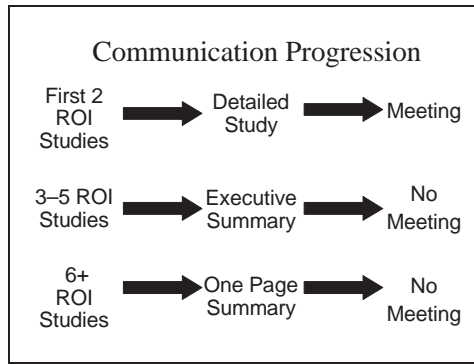 Communication Progression
First 2
ROI
Studies
Detailed
Study
Meeting
3–5 ROI
Studies
Executive
Summary
No
Meeting
6+
ROI
Studies
One Page
Summary
No
Meeting